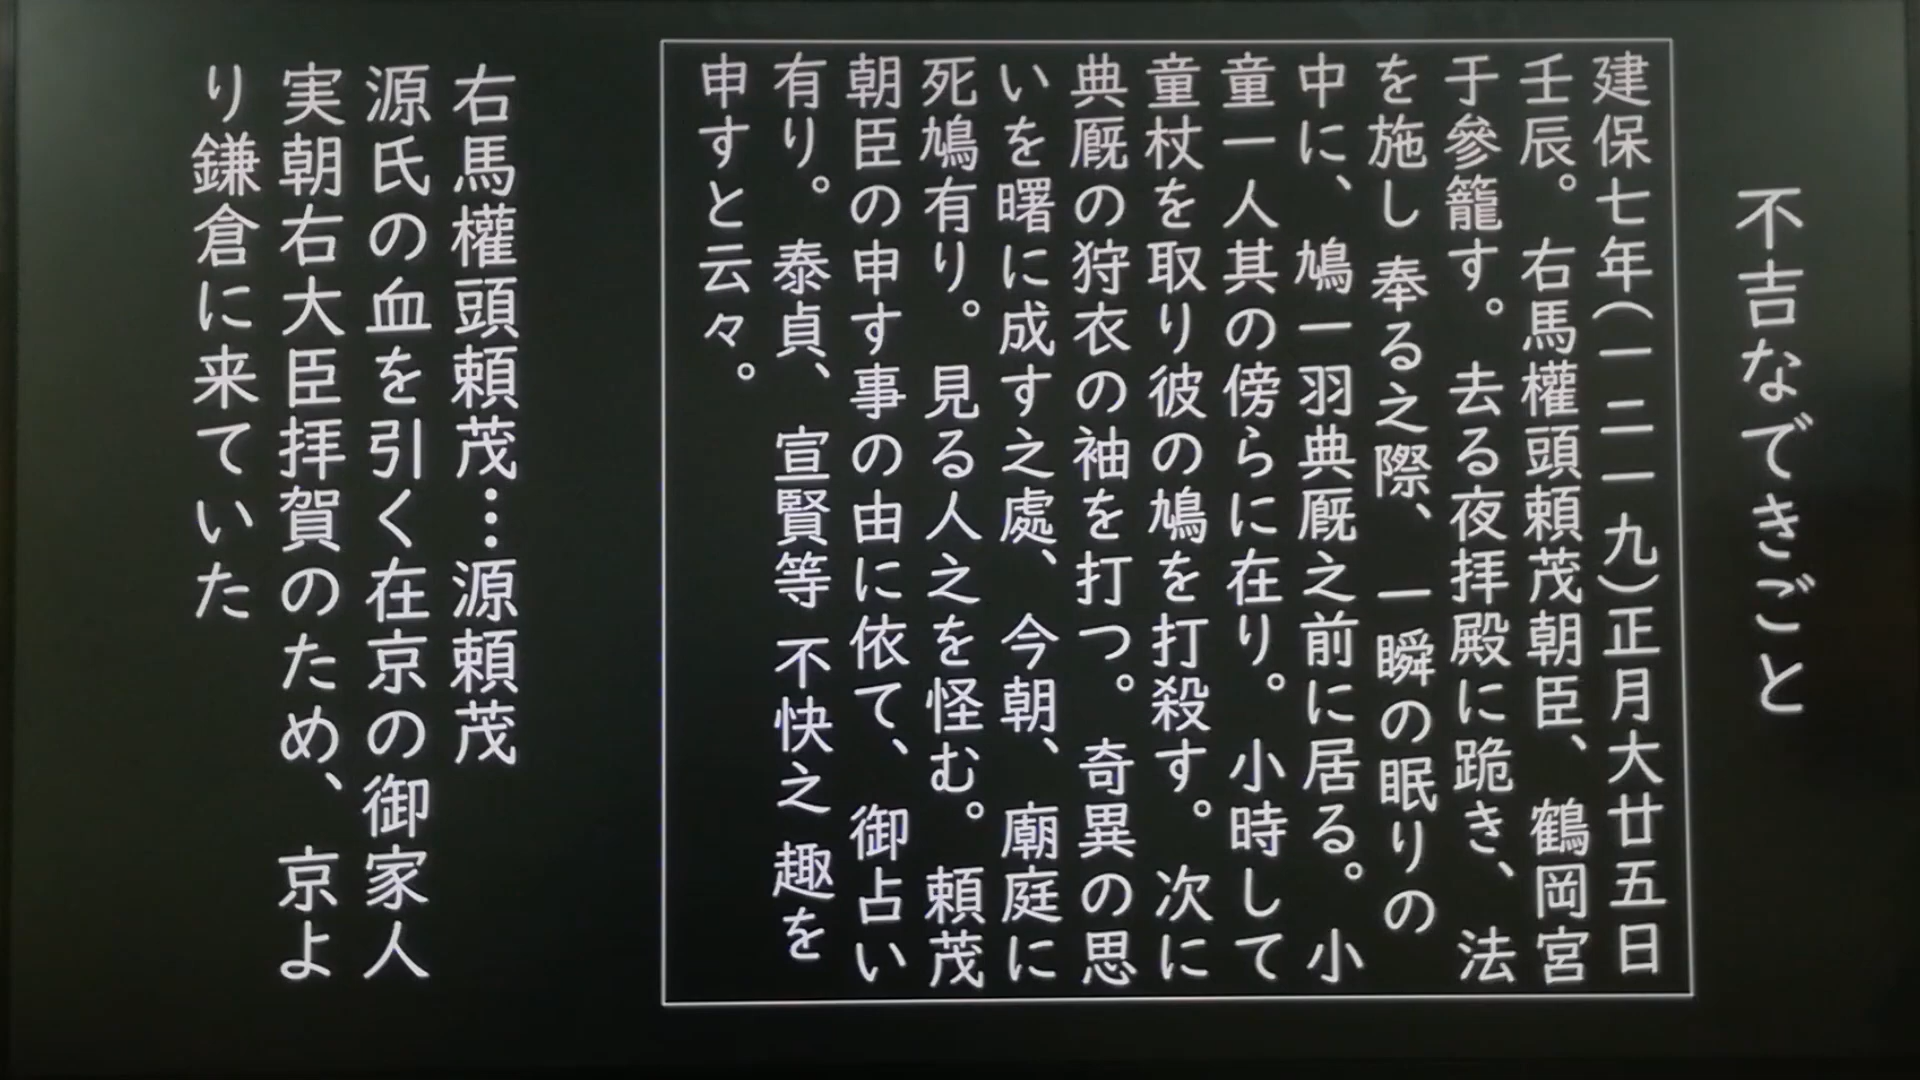 不吉なできごと
建保七年(一二一九)正月大廿五日
壬辰。右馬權頭頼茂朝臣、鶴岡宮
于參籠す。去る夜拝殿に跪き、法
を施し奉る之際、一瞬の眠りの
中に、鳩一羽典厩之前に居る。小
童一人其の傍らに在り。小時して
童杖を取り彼の鳩を打殺す。次に
典厩の狩衣の袖を打つ。奇異の思
いを曙に成す之處、今朝、廟庭に
死鳩有り。見る人之を怪む。頼茂
朝臣の申す事の由に依て、御占い
有り。泰貞、宣賢等不快之趣を
申すと云々。
右馬權頭頼茂…源頼茂
源氏の血を引く在京の御家人
実朝右大臣拝賀のため、京よ
り鎌倉に来ていた